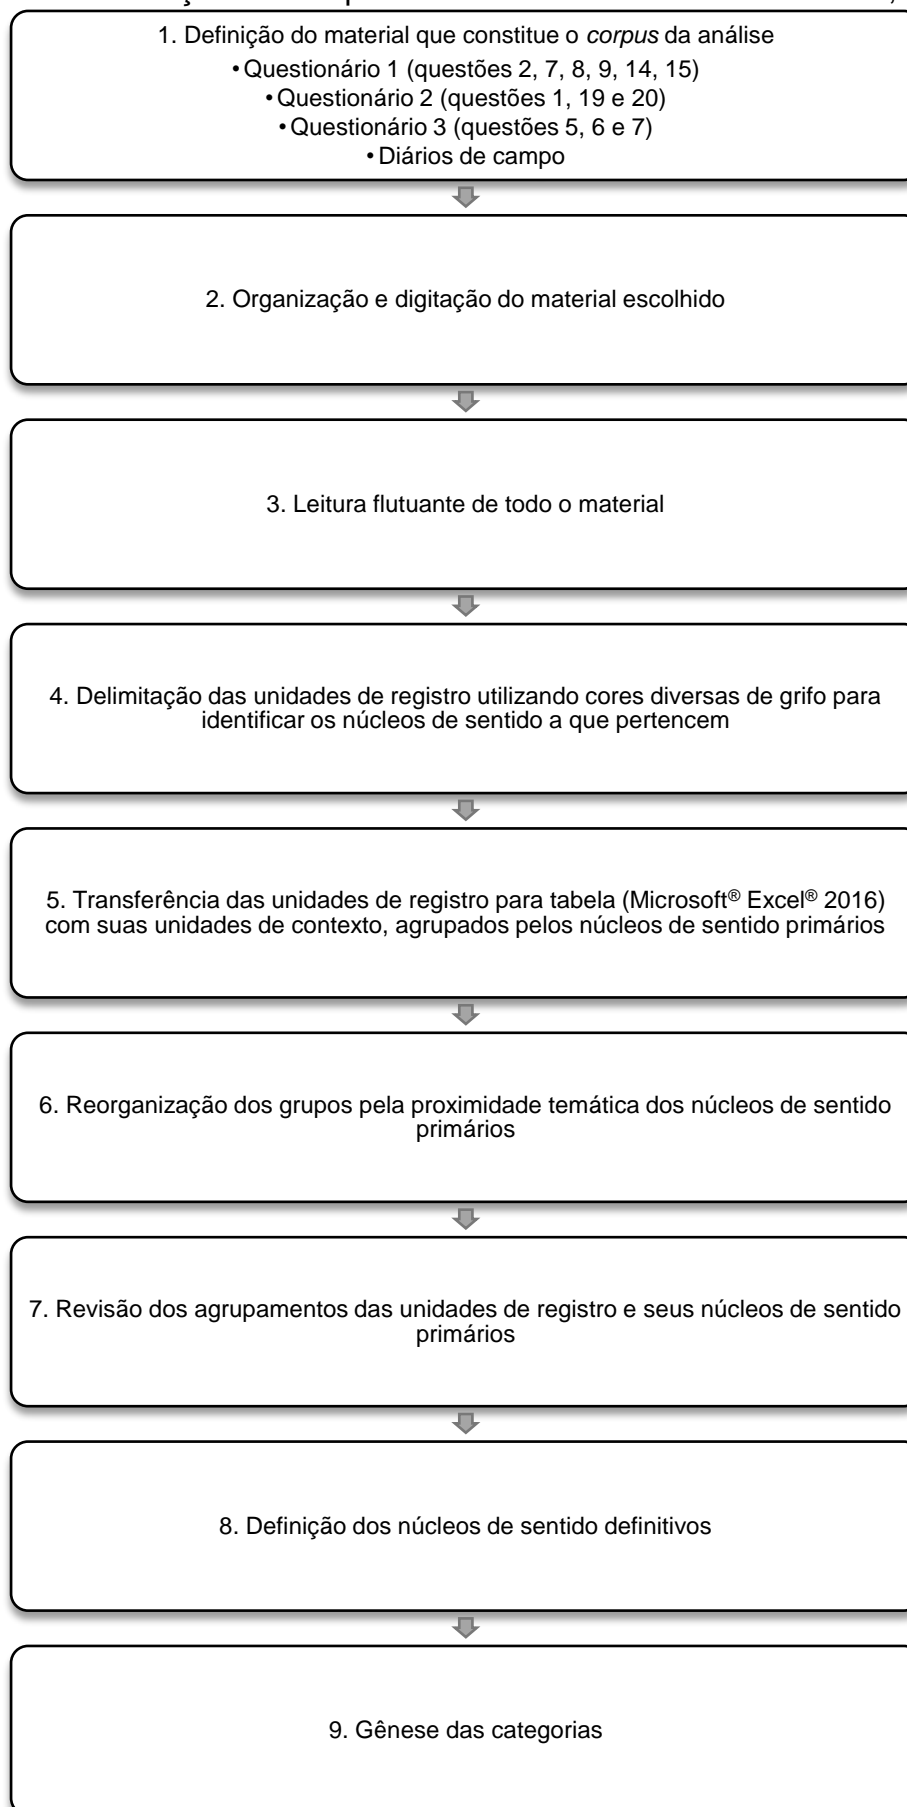 1. Definição do material que constitue o corpus da análise
• Questionário 1 (questões 2, 7, 8, 9, 14, 15)
• Questionário 2 (questões 1, 19 e 20)
• Questionário 3 (questões 5, 6 e 7)
• Diários de campo
2. Organização e digitação do material escolhido
3. Leitura flutuante de todo o material
4. Delimitação das unidades de registro utilizando cores diversas de grifo para
identificar os núcleos de sentido a que pertencem
5. Transferência das unidades de registro para tabela (Microsoft® Excel® 2016)
com suas unidades de contexto, agrupados pelos núcleos de sentido primários
6. Reorganização dos grupos pela proximidade temática dos núcleos de sentido
primários
7. Revisão dos agrupamentos das unidades de registro e seus núcleos de sentido
primários
8. Definição dos núcleos de sentido definitivos
9. Gênese das categorias